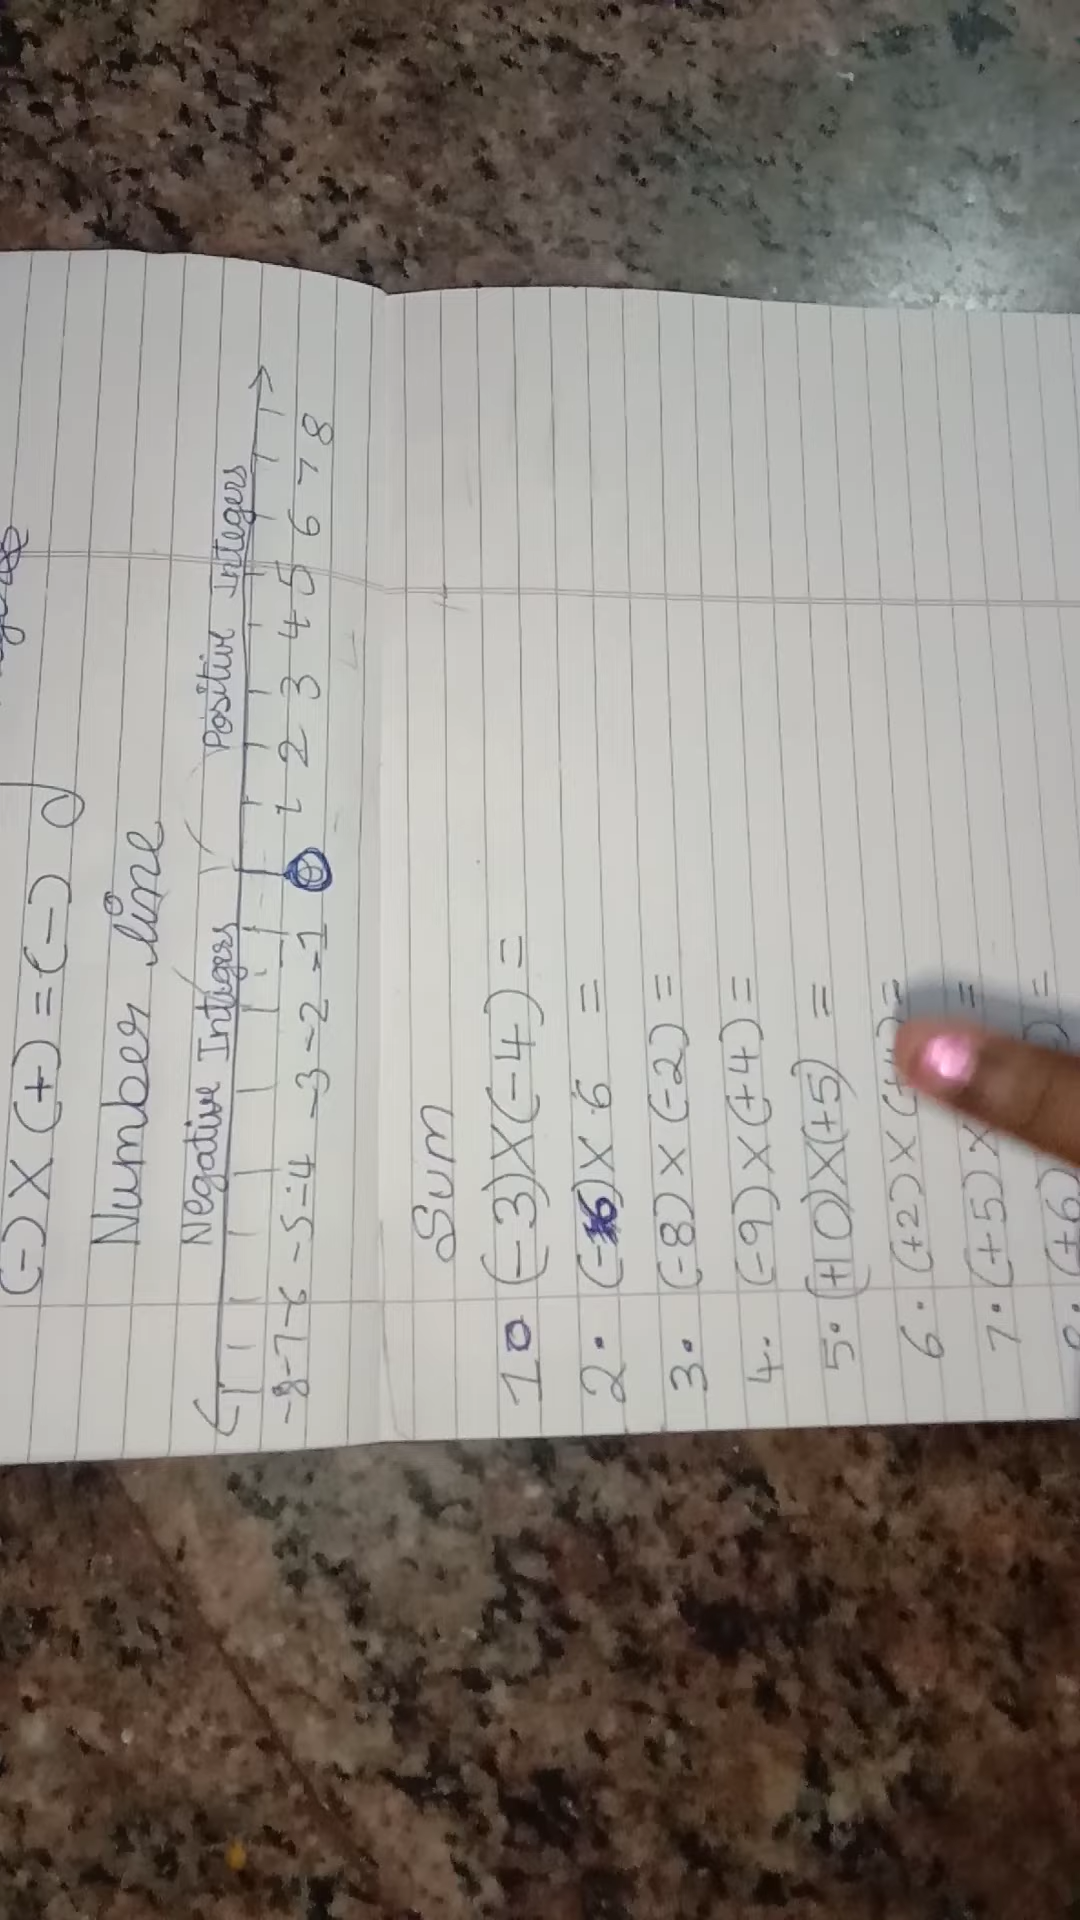 (-) X (+) = (-)
Number line
Negative Integers Positive Integers
-8 -7 -6 -5 -4 -3 -2 -1 0 1 2 3 4 5 6 7 8
Sum
1. (-3) X (-4) =
2. (-6) X 6 =
3. (-8) X (-2) =
4. (-9) X (+4) =
5. (+10) X (+5) =
6. (+2) X (+4) =
7. (+5) X =
(+6) =